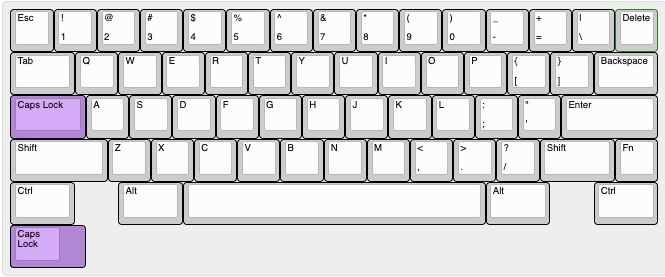 Esc ! @ # $ % ^ & * ( ) _ + | Delete
1 2 3 4 5 6 7 8 9 0 - = \
Tab Q W E R T Y U I O P { } Backspace
[ ]
Caps Lock A S D F G H J K L : " Enter
; '
Shift Z X C V B N M < > ? Shift Fn
, . /
Ctrl Alt Alt Ctrl
Caps
Lock